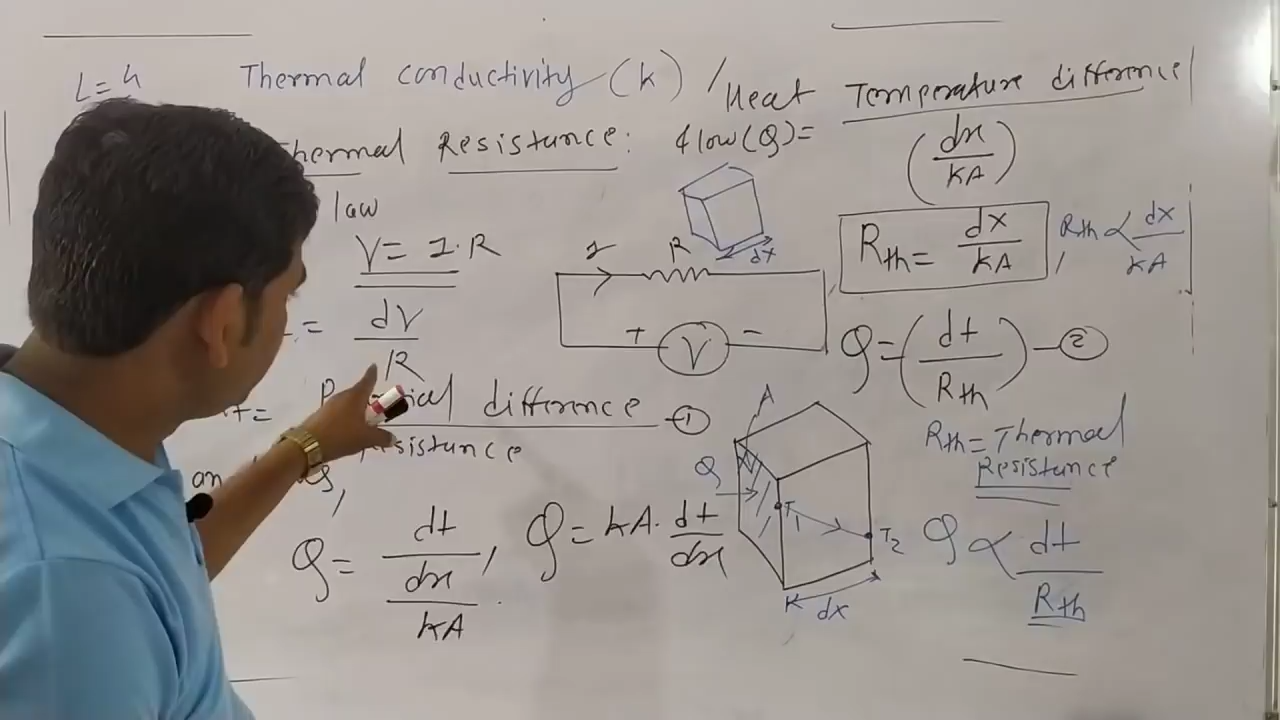 L=4
Thermal conductivity (k) / Heat Temperature difference
flow(Q)=
(dx/kA)
Thermal Resistance:
law
V= I.R
= dV/R
I R dx
+ V −
Rth= dx/kA , Rth ∝ dx/kA
Q=(dt/Rth) — ②
difference — ①
Resistance
Q= dt/(dx/kA) , Q= kA. dt/dx
A
Q
T1 T2
K dx
Rth= Thermal
Resistance
Q ∝ dt/Rth